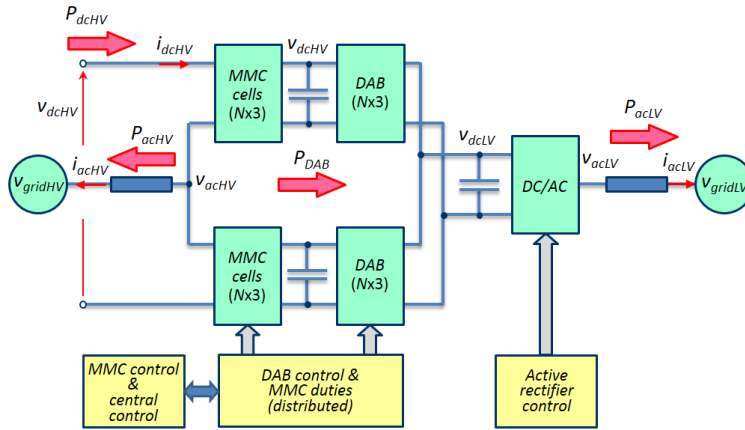 P_dcHV
i_dcHV
v_dcHV
MMC
cells
(Nx3)
DAB
(Nx3)
v_dcHV
P_acHV
i_acHV
v_gridHV
v_acHV
P_DAB
v_dcLV
DC/AC
P_acLV
v_acLV
i_acLV
v_gridLV
MMC
cells
(Nx3)
DAB
(Nx3)
MMC control
&
central
control
DAB control &
MMC duties
(distributed)
Active
rectifier
control